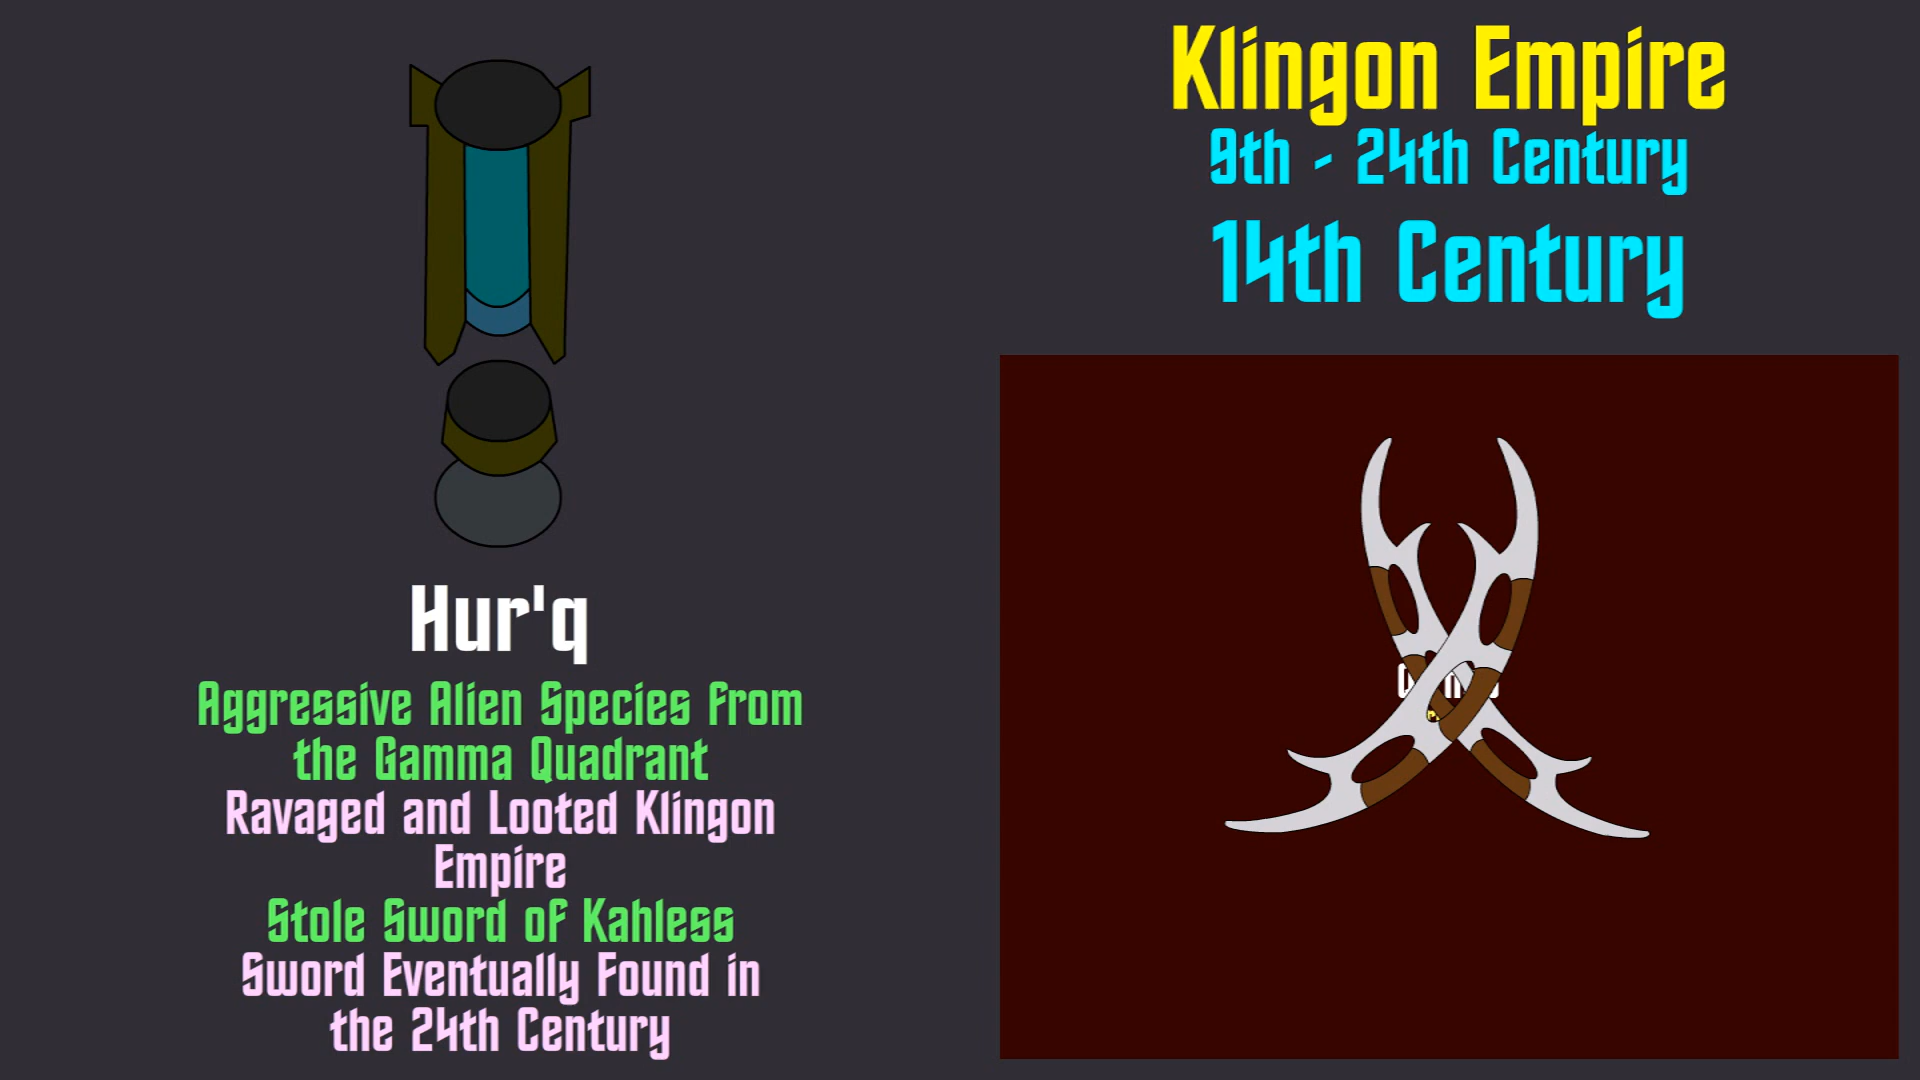 Klingon Empire
9th - 24th Century
14th Century
Hur'q
Aggressive Alien Species from
the Gamma Quadrant
Ravaged and Looted Klingon
Empire
Stole Sword of Kahless
Sword Eventually Found in
the 24th Century